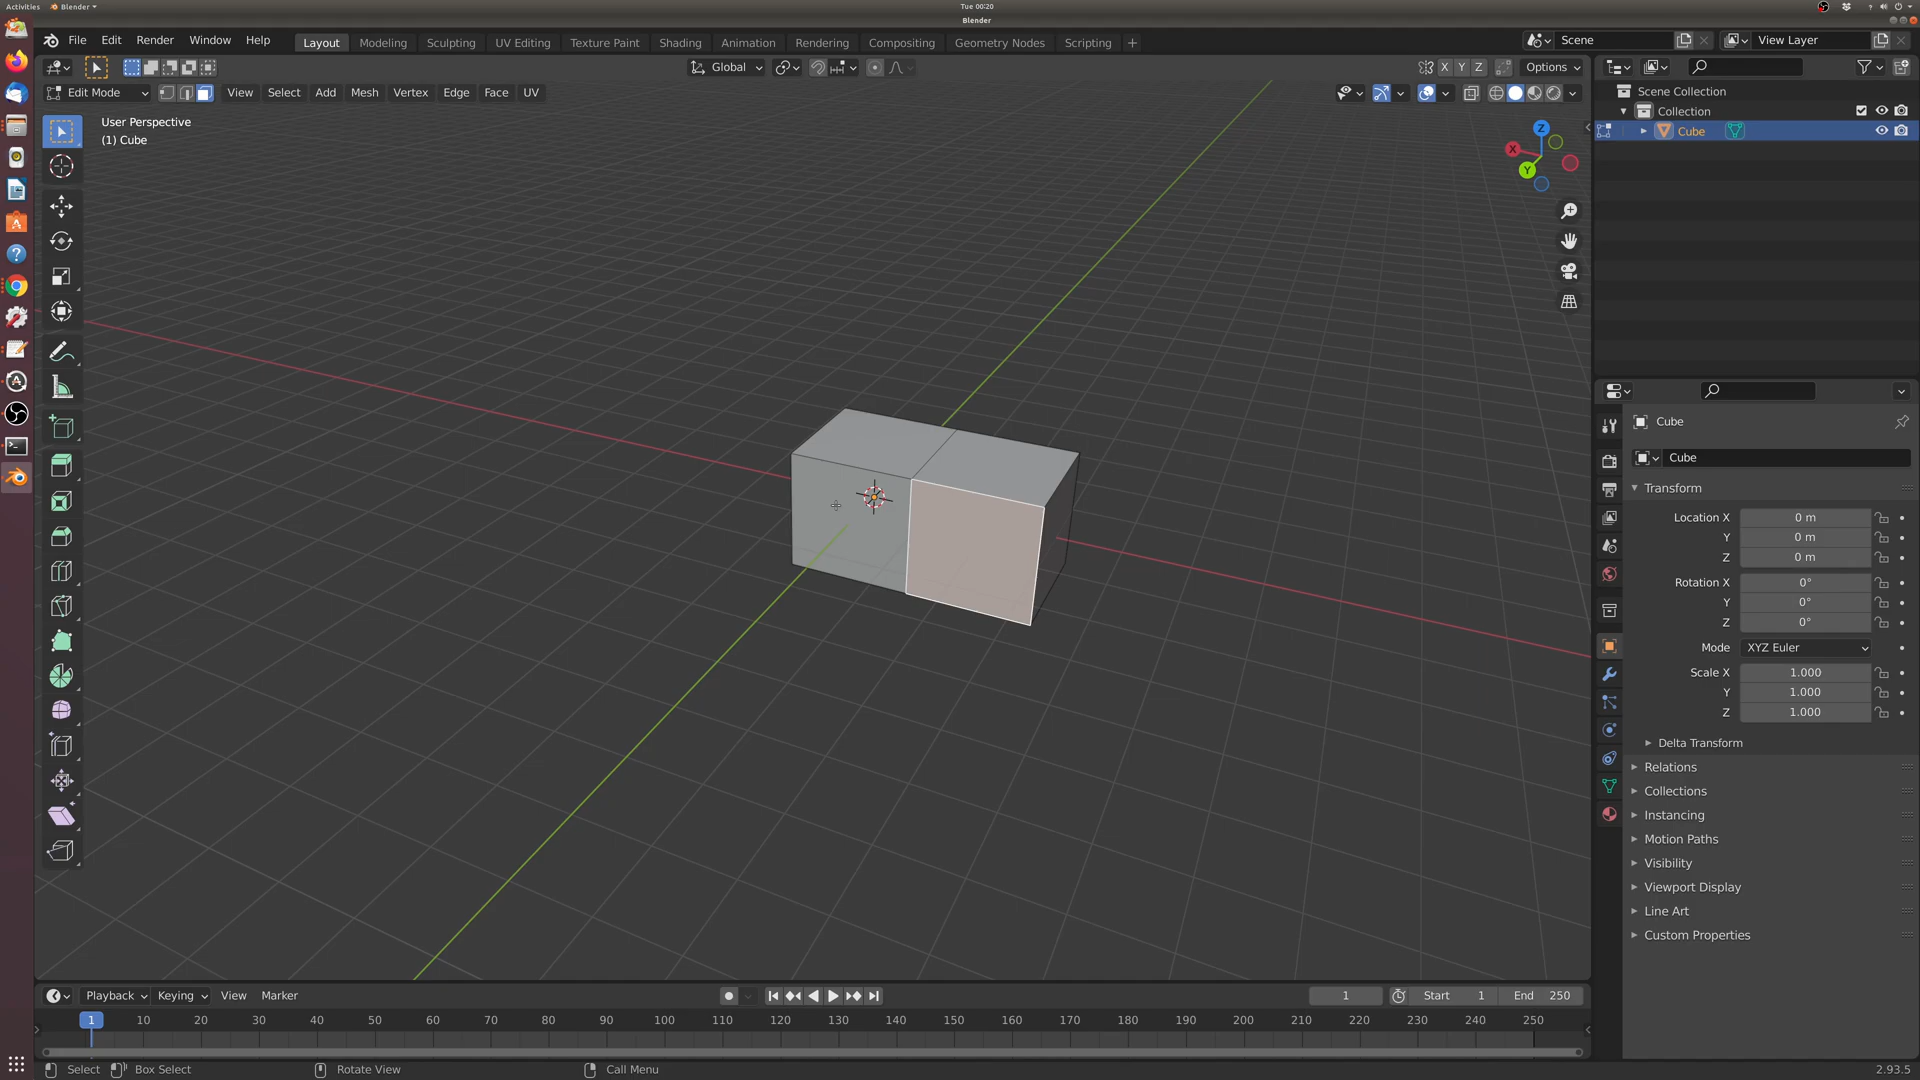 Activities
Blender
Tue 00:20
Blender
File Edit Render Window Help
Layout Modeling Sculpting UV Editing Texture Paint Shading Animation Rendering Compositing Geometry Nodes Scripting +
Scene
View Layer
Global
X Y Z
Options
Edit Mode
View Select Add Mesh Vertex Edge Face UV
User Perspective
(1) Cube
Z
X
Y
Scene Collection
Collection
Cube
Cube
Cube
Transform
Location X 0 m
Y 0 m
Z 0 m
Rotation X 0°
Y 0°
Z 0°
Mode XYZ Euler
Scale X 1.000
Y 1.000
Z 1.000
Delta Transform
Relations
Collections
Instancing
Motion Paths
Visibility
Viewport Display
Line Art
Custom Properties
Playback Keying View Marker
1
Start 1
End 250
1 10 20 30 40 50 60 70 80 90 100 110 120 130 140 150 160 170 180 190 200 210 220 230 240 250
Select
Box Select
Rotate View
Call Menu
2.93.5